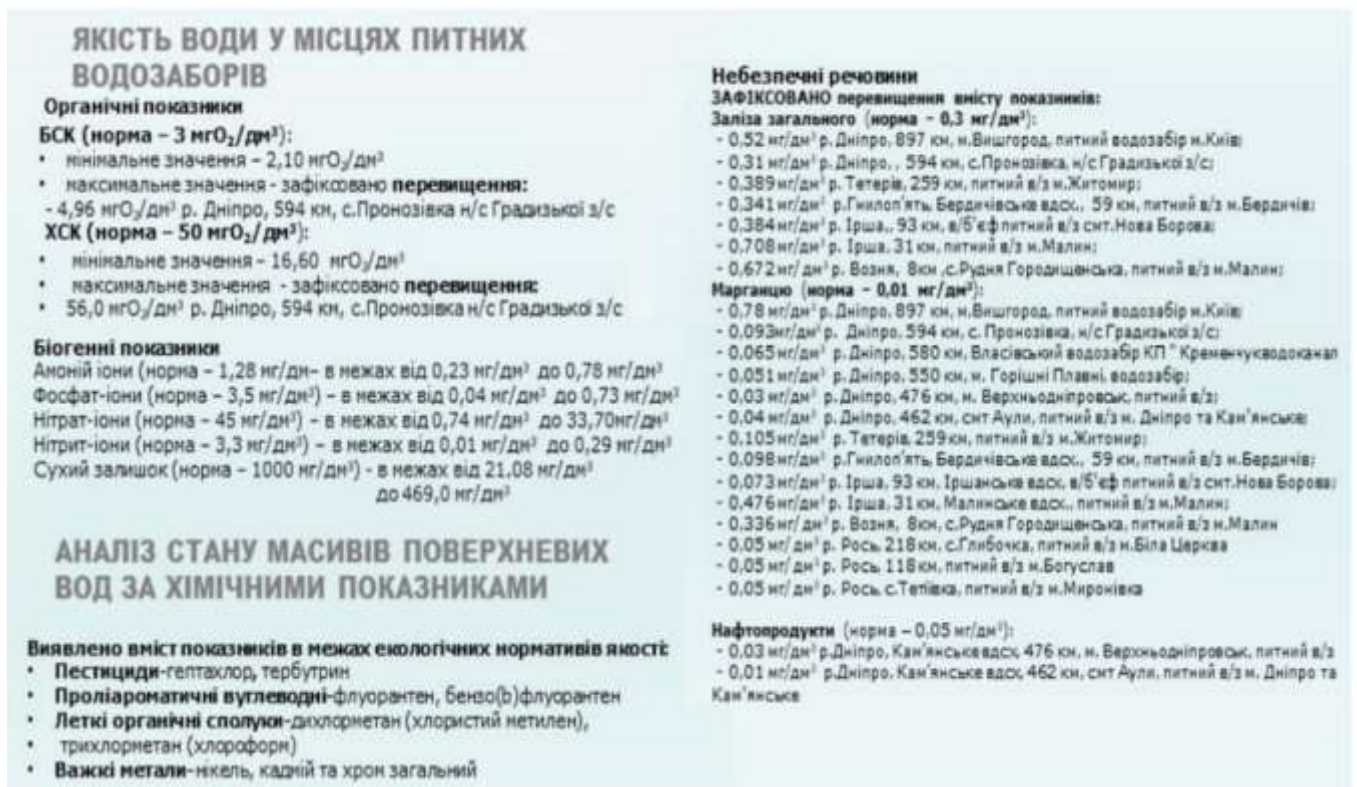 ЯКІСТЬ ВОДИ У МІСЦЯХ ПИТНИХ
ВОДОЗАБОРІВ
Органічні показники
БСК (норма – 3 мгО₂/дм³):
• мінімальне значення – 2,10 мгО₂/дм³
• максимальне значення - зафіксовано перевищення:
- 4,96 мгО₂/дм³ р. Дніпро, 594 км, с.Пронозівка н/с Градизької з/с
ХСК (норма – 50 мгО₂/дм³):
• мінімальне значення – 16,60 мгО₂/дм³
• максимальне значення - зафіксовано перевищення:
• 56,0 мгО₂/дм³ р. Дніпро, 594 км, с.Пронозівка н/с Градизької з/с
Біогенні показники
Амоній іони (норма – 1,28 мг/дм– в межах від 0,23 мг/дм³ до 0,78 мг/дм³
Фосфат-іони (норма – 3,5 мг/дм³) – в межах від 0,04 мг/дм³ до 0,73 мг/дм³
Нітрат-іони (норма – 45 мг/дм³) – в межах від 0,74 мг/дм³ до 33,70мг/дм³
Нітрит-іони (норма – 3,3 мг/дм³) – в межах від 0,01 мг/дм³ до 0,29 мг/дм³
Сухий залишок (норма – 1000 мг/дм³) - в межах від 21.08 мг/дм³
до 469,0 мг/дм³
АНАЛІЗ СТАНУ МАСИВІВ ПОВЕРХНЕВИХ
ВОД ЗА ХІМІЧНИМИ ПОКАЗНИКАМИ
Виявлено вміст показників в межах екологічних нормативів якості:
• Пестициди-гептахлор, тербутрин
• Проліароматичні вуглеводні-флуорантен, бензо(b)флуорантен
• Леткі органічні сполуки-дихлорметан (хлористий метилен),
• трихлорметан (хлороформ)
• Важкі метали-нікель, кадмій та хром загальний
Небезпечні речовини
ЗАФІКСОВАНО перевищення вмісту показників:
Заліза загального (норма – 0,3 мг/дм³):
- 0,52 мг/дм³ р. Дніпро, 897 км, м.Вишгород, питний водозабір м.Київ;
- 0,31 мг/дм³ р. Дніпро, , 594 км, с.Пронозівка, н/с Градизької з/с;
- 0.389 мг/дм³ р. Тетерів, 259 км, питний в/з м.Житомир;
- 0.341 мг/дм³ р.Гнилоп'ять, Бердичівське вдсх., 59 км, питний в/з м.Бердичів;
- 0.384 мг/дм³ р. Ірша., 93 км, в/б'єф питний в/з смт.Нова Борова;
- 0.708 мг/дм³ р. Ірша, 31 км, питний в/з м.Малин;
- 0,672 мг/ дм³ р. Возня, 8км ,с.Рудня Городищенська, питний в/з м.Малин;
Марганцю (норма – 0,01 мг/дм³):
- 0,78 мг/дм³ р. Дніпро, 897 км, м.Вишгород, питний водозабір м.Київ;
- 0,093мг/дм³ р. Дніпро, 594 км, с. Пронозівка, н/с Градизької з/с;
- 0.065 мг/дм³ р.Дніпро, 580 км, Власівський водозабір КП " Кременчукводоканал
- 0,051 мг/дм³ р.Дніпро, 550 км, м. Горішні Плавні, водозабір;
- 0,03 мг/дм³ р.Дніпро, 476 км, м. Верхньодніпровськ, питний в/з;
- 0,04 мг/дм³ р.Дніпро, 462 км, смт Аули, питний в/з м. Дніпро та Кам'янське;
- 0,105 мг/дм³ р. Тетерів, 259 км, питний в/з м.Житомир;
- 0,098 мг/дм³ р.Гнилоп'ять, Бердичівське вдсх., 59 км, питний в/з м.Бердичів;
- 0,073 мг/дм³ р. Ірша, 93 км, Іршанське вдсх, в/б'єф питний в/з смт.Нова Борова;
- 0,476 мг/дм³ р. Ірша, 31 км, Малинське вдсх., питний в/з м.Малин;
- 0,336 мг/ дм³ р. Возня, 8км, с.Рудня Городищенська, питний в/з м.Малин
- 0,05 мг/ дм³ р. Рось, 218 км, с.Глибочка, питний в/з м.Біла Церква
- 0,05 мг/ дм³ р. Рось, 118 км, питний в/з м.Богуслав
- 0,05 мг/ дм³ р. Рось, с.Тептіївка, питний в/з м.Миронівка
Нафтопродукти (норма – 0,05 мг/дм³):
- 0,03 мг/дм³ р.Дніпро, Кам'янське вдсх, 476 км, м. Верхньодніпровськ, питний в/з
- 0,01 мг/дм³ р.Дніпро, Кам'янське вдсх, 462 км, смт Аули, питний в/з м. Дніпро та
Кам'янське